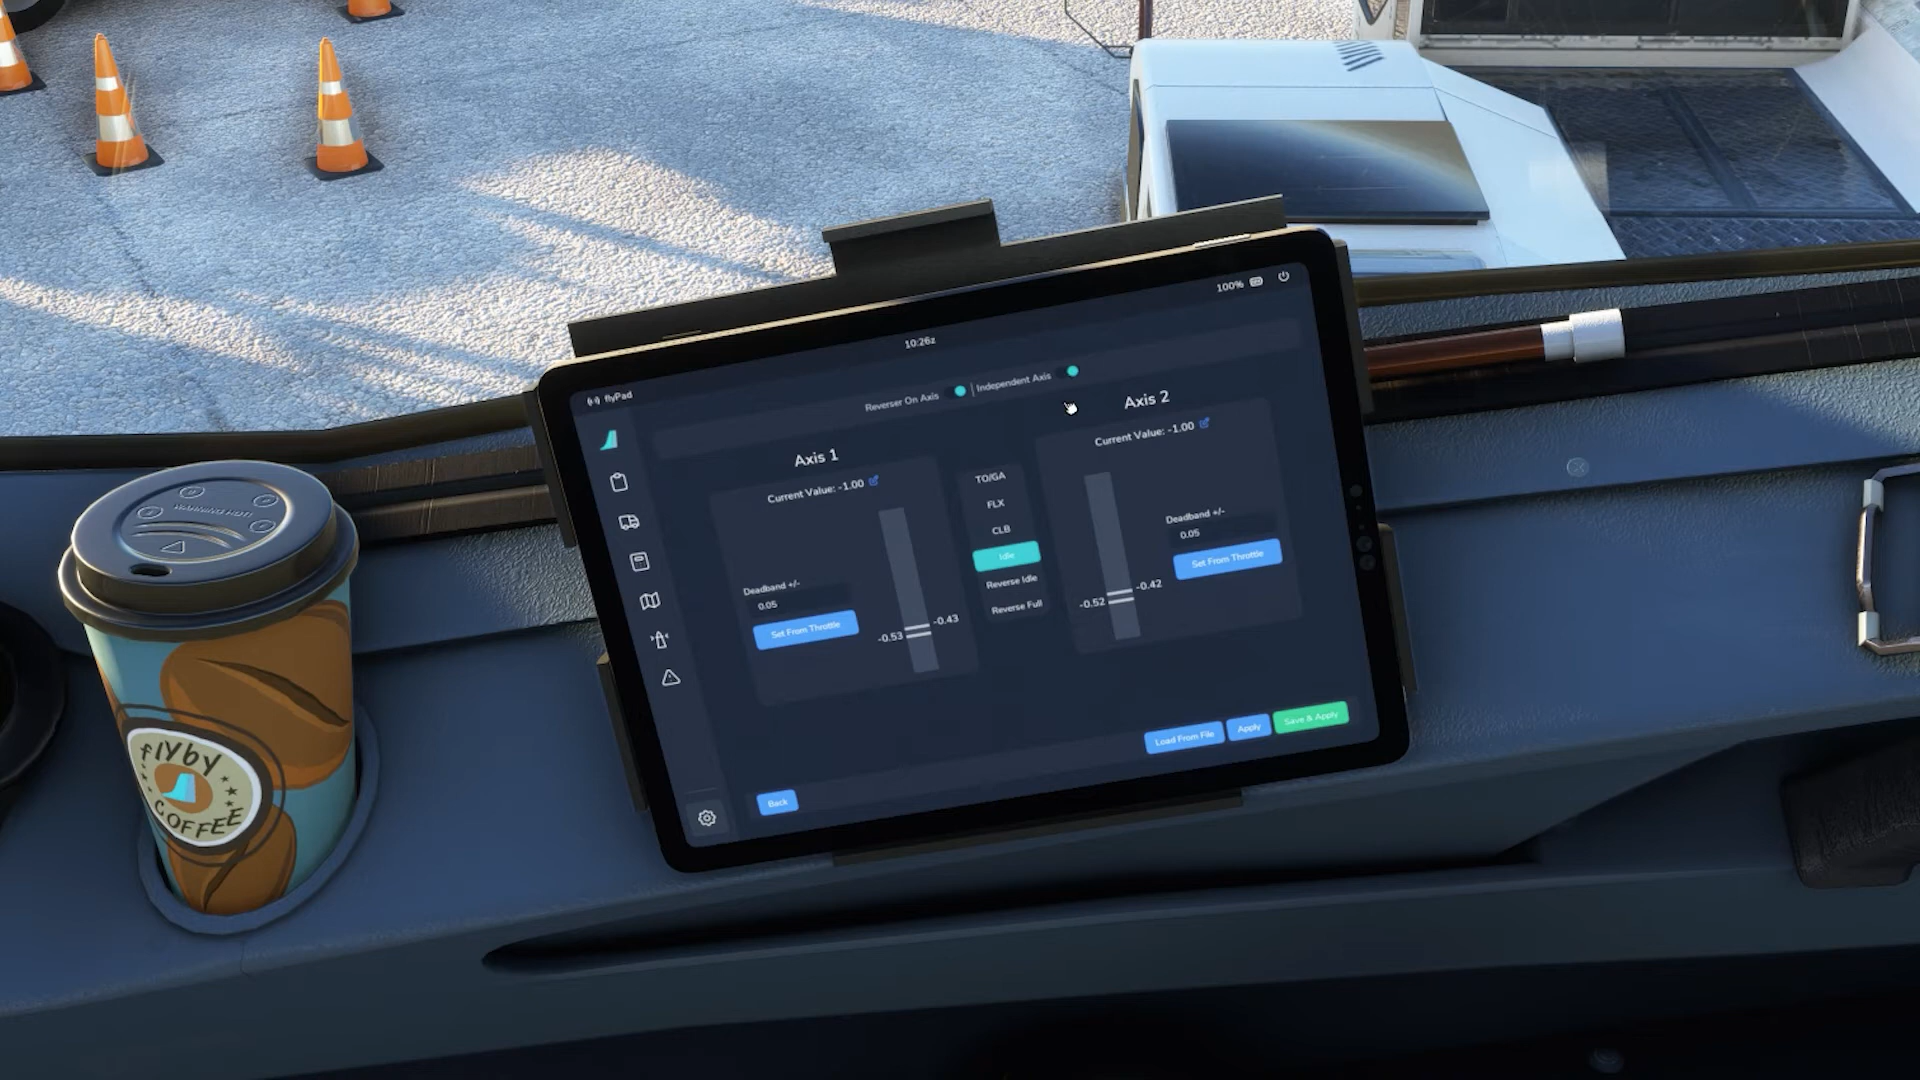 100%
10:26z
flyPad
Reverser On Axis
Independent Axis
Axis 1
Current Value: -1.00
Deadband +/-
0.05
Set From Throttle
-0.53
-0.43
TO/GA
FLX
CLB
Idle
Reverse Idle
Reverse Full
Axis 2
Current Value: -1.00
Deadband +/-
0.05
Set From Throttle
-0.52
-0.42
Load From File
Apply
Save & Apply
Back
WARNING HOT!
flyby
COFFEE